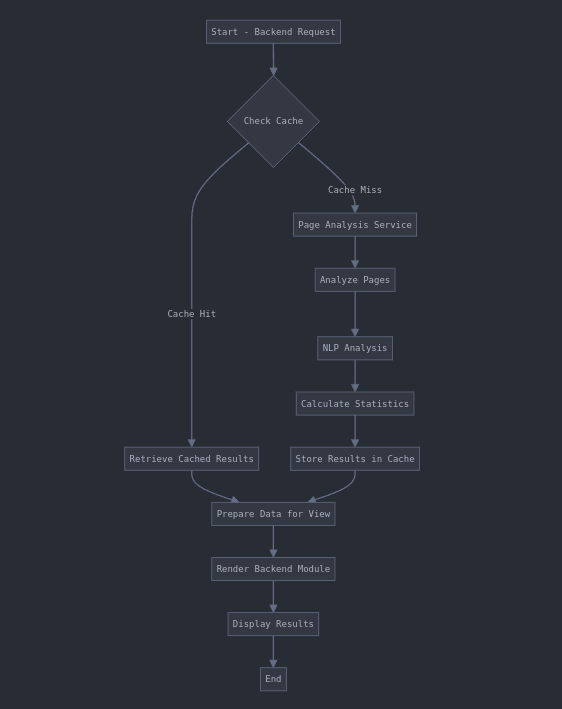 Start - Backend Request
Check Cache
Cache Miss
Page Analysis Service
Analyze Pages
Cache Hit
NLP Analysis
Calculate Statistics
Retrieve Cached Results
Store Results in Cache
Prepare Data for View
Render Backend Module
Display Results
End